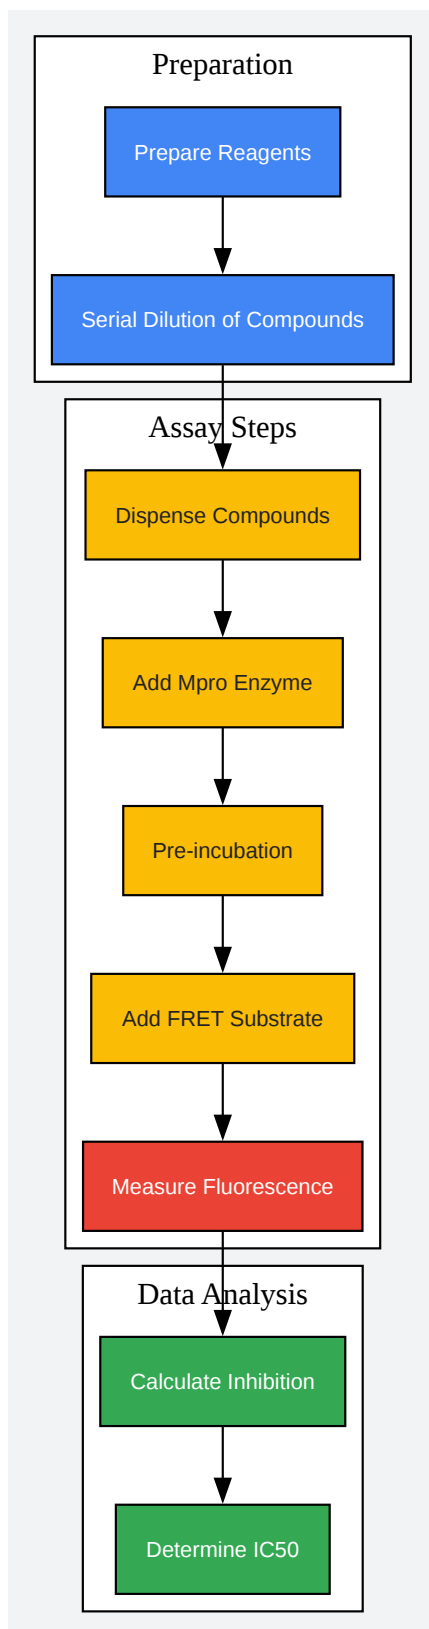 Preparation
Prepare Reagents
Serial Dilution of Compounds
Assay Steps
Dispense Compounds
Add Mpro Enzyme
Pre-incubation
Add FRET Substrate
Measure Fluorescence
Data Analysis
Calculate Inhibition
Determine IC50